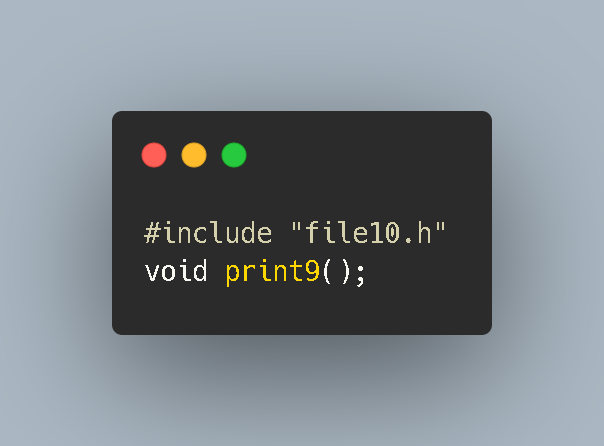 #include "file10.h"
void print9();